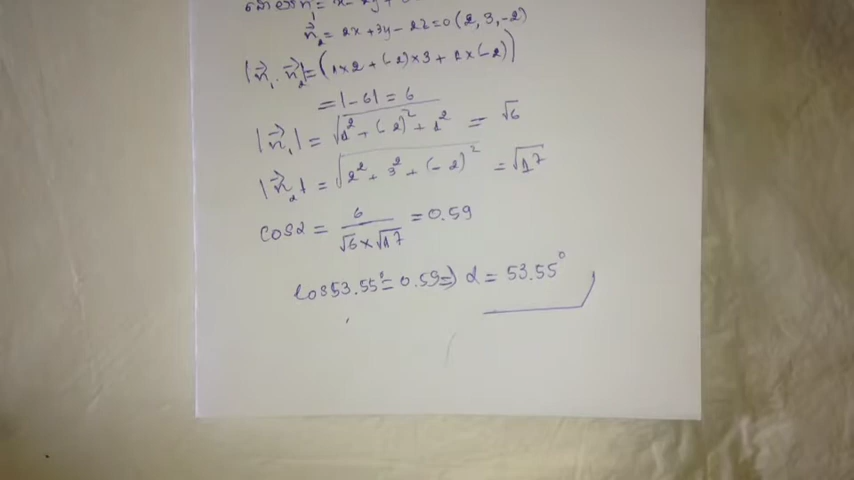 n⃗₂ = 2x + 3y - 2z = 0 (2, 3, -2)
|n⃗₁ . n⃗₂| = (1 x 2 + (-2) x 3 + 1 x (-2))
= |-6| = 6
|n⃗₁| = √1² + (-2)² + 1² = √6
|n⃗₂| = √2² + 3² + (-2)² = √17
cos α = 6 / √6 x √17 = 0.59
cos 53.55° = 0.59 => α = 53.55°